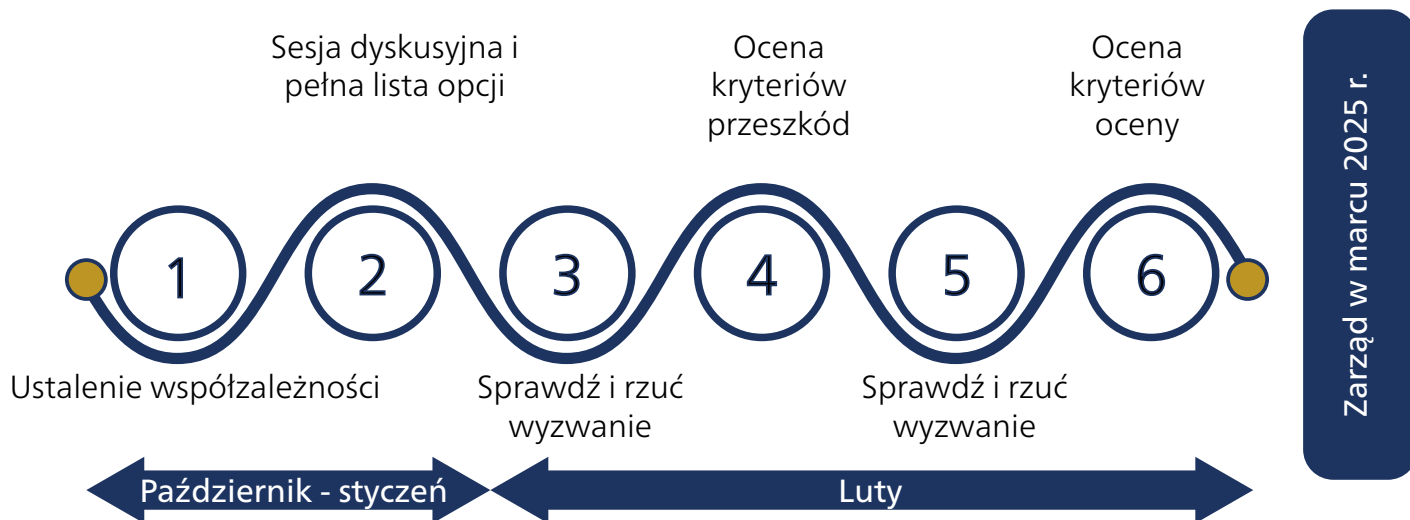 Sesja dyskusyjna i
pełna lista opcji
Ocena
kryteriów
przeszkód
Ocena
kryteriów
oceny
1
2
3
4
5
6
Ustalenie współzależności
Sprawdź i rzuć
wyzwanie
Sprawdź i rzuć
wyzwanie
Październik - styczeń
Luty
Zarząd w marcu 2025 r.